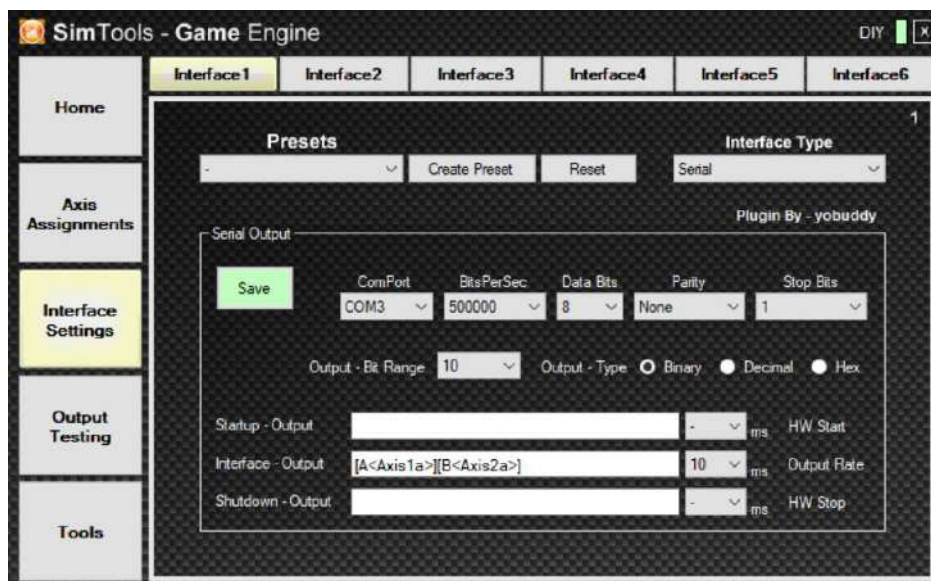 SimTools - Game Engine DIY X
Interface1 Interface2 Interface3 Interface4 Interface5 Interface6
Home
1
Presets Interface Type
- Create Preset Reset Serial
Axis
Assignments
Plugin By - yobuddy
Serial Output
Save
ComPort BitsPerSec Data Bits Parity Stop Bits
COM3 500000 8 None 1
Interface
Settings
Output - Bit Range 10 Output - Type Binary Decimal Hex
Output
Testing
Startup - Output - ms HW Start
Interface - Output [A<Axis1a>][B<Axis2a>] 10 ms Output Rate
Shutdown - Output - ms HW Stop
Tools